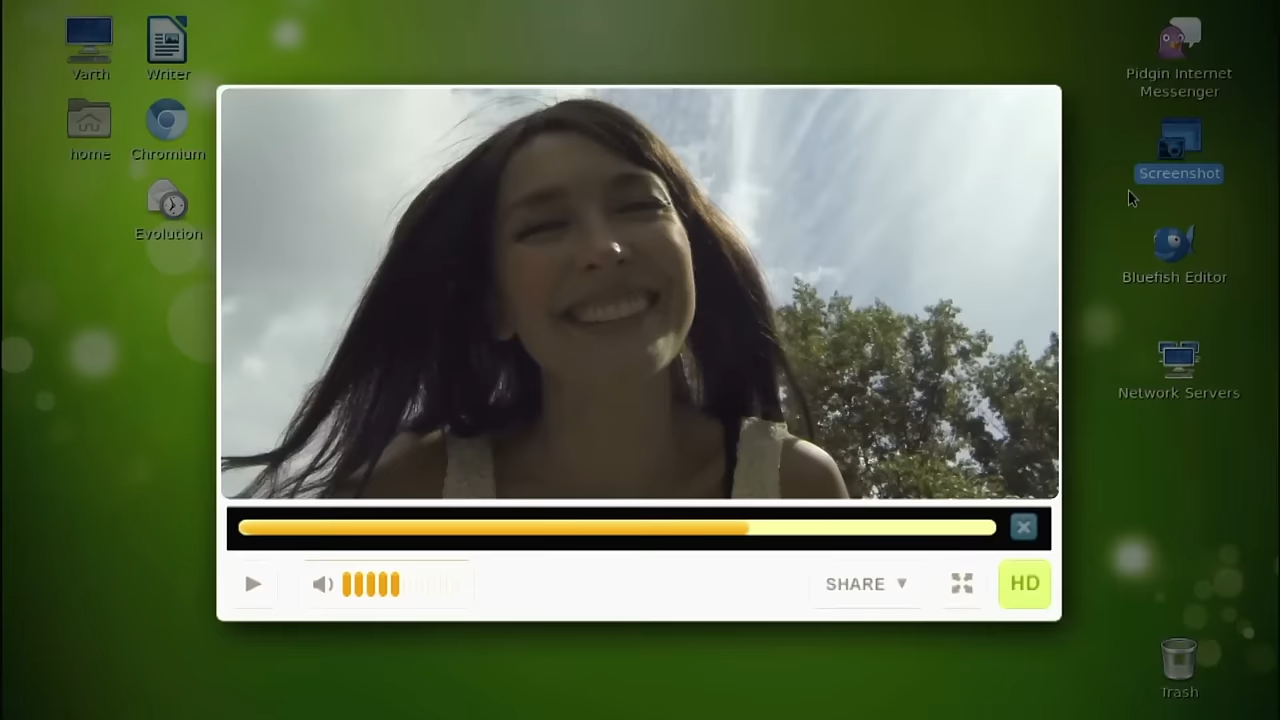 Varth
Writer
home
Chromium
Evolution
Pidgin Internet
Messenger
Screenshot
Bluefish Editor
Network Servers
Trash
SHARE
HD